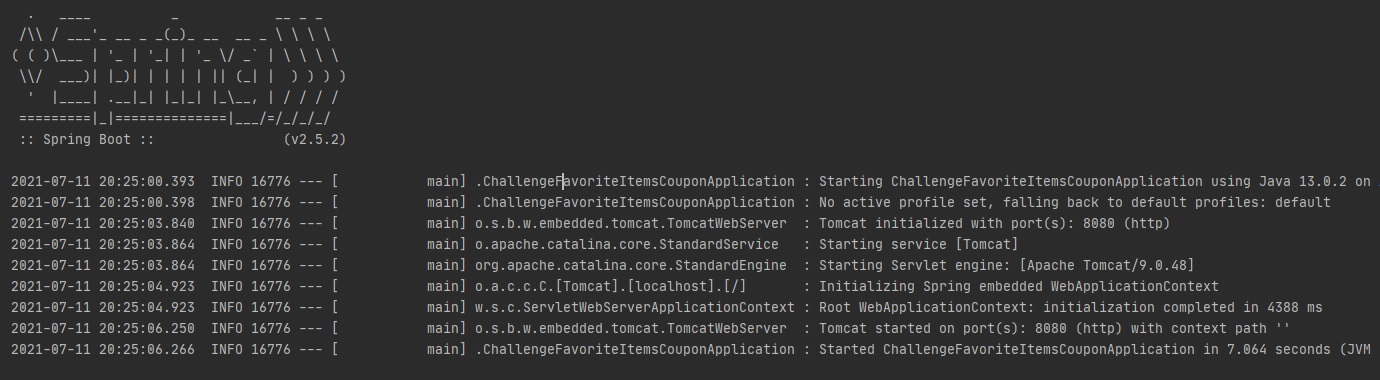 .   ____          _            __ _ _
 /\\ / ___'_ __ _ _(_)_ __  __ _ \ \ \ \
( ( )\___ | '_ | '_| | '_ \/ _` | \ \ \ \
 \\/  ___)| |_)| | | | | || (_| |  ) ) ) )
  '  |____| .__|_| |_|_| |_\__, | / / / /
 =========|_|==============|___/=/_/_/_/
 :: Spring Boot ::                (v2.5.2)

2021-07-11 20:25:00.393  INFO 16776 --- [           main] .ChallengeFavoriteItemsCouponApplication : Starting ChallengeFavoriteItemsCouponApplication using Java 13.0.2 on
2021-07-11 20:25:00.398  INFO 16776 --- [           main] .ChallengeFavoriteItemsCouponApplication : No active profile set, falling back to default profiles: default
2021-07-11 20:25:03.840  INFO 16776 --- [           main] o.s.b.w.embedded.tomcat.TomcatWebServer  : Tomcat initialized with port(s): 8080 (http)
2021-07-11 20:25:03.864  INFO 16776 --- [           main] o.apache.catalina.core.StandardService   : Starting service [Tomcat]
2021-07-11 20:25:03.864  INFO 16776 --- [           main] org.apache.catalina.core.StandardEngine  : Starting Servlet engine: [Apache Tomcat/9.0.48]
2021-07-11 20:25:04.923  INFO 16776 --- [           main] o.a.c.c.C.[Tomcat].[localhost].[/]       : Initializing Spring embedded WebApplicationContext
2021-07-11 20:25:04.923  INFO 16776 --- [           main] w.s.c.ServletWebServerApplicationContext : Root WebApplicationContext: initialization completed in 4388 ms
2021-07-11 20:25:06.250  INFO 16776 --- [           main] o.s.b.w.embedded.tomcat.TomcatWebServer  : Tomcat started on port(s): 8080 (http) with context path ''
2021-07-11 20:25:06.266  INFO 16776 --- [           main] .ChallengeFavoriteItemsCouponApplication : Started ChallengeFavoriteItemsCouponApplication in 7.064 seconds (JVM